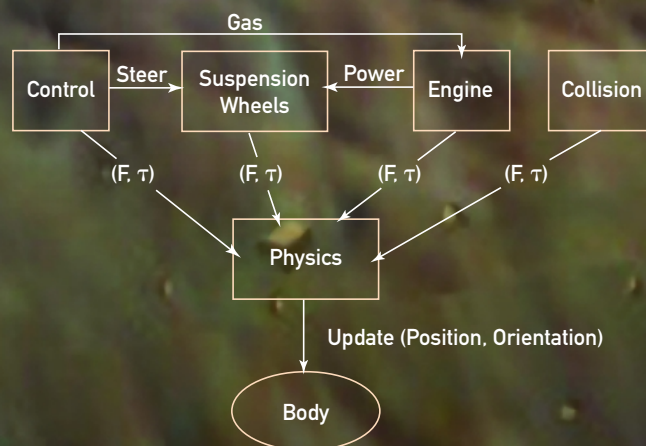 Gas
Control
Steer
Suspension
Wheels
Power
Engine
Collision
(F, τ)
(F, τ)
(F, τ)
(F, τ)
Physics
Update (Position, Orientation)
Body